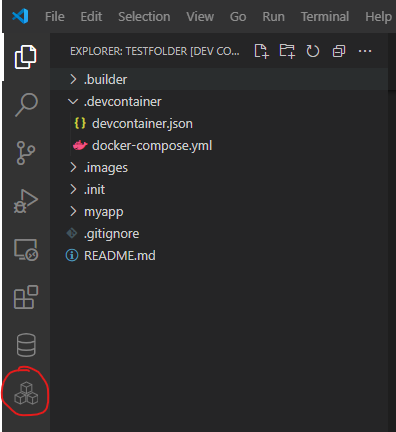 File Edit View Go Run Terminal Help
EXPLORER: TESTFOLDER [DEV CO...
.builder
.devcontainer
{} devcontainer.json
docker-compose.yml
.images
.init
myapp
.gitignore
README.md